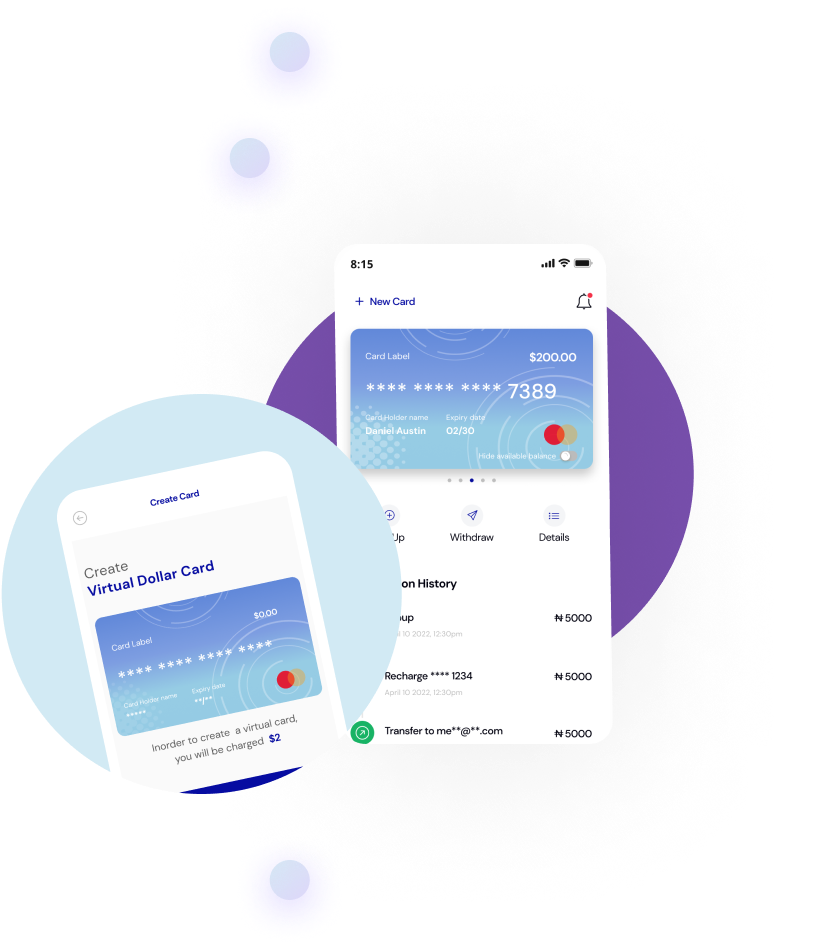 8:15
+ New Card
Card Label
$200.00
**** **** **** 7389
Card Holder name
Expiry date
Daniel Austin
02/30
Hide available balance
Up
Withdraw
Details
on History
oup
₦ 5000
il 10 2022, 12:30pm
Recharge **** 1234
₦ 5000
April 10 2022, 12:30pm
Transfer to me**@**.com
₦ 5000
Create Card
Create
Virtual Dollar Card
$0.00
Card Label
**** **** **** ****
Card Holder name
Expiry date
*****
**/**
Inorder to create a virtual card,
you will be charged $2